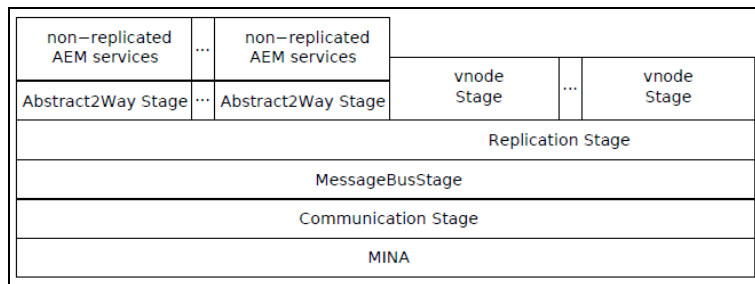 non−replicated ... non−replicated
AEM services AEM services
vnode ... vnode
Stage Stage
Abstract2Way Stage ... Abstract2Way Stage
Replication Stage
MessageBusStage
Communication Stage
MINA